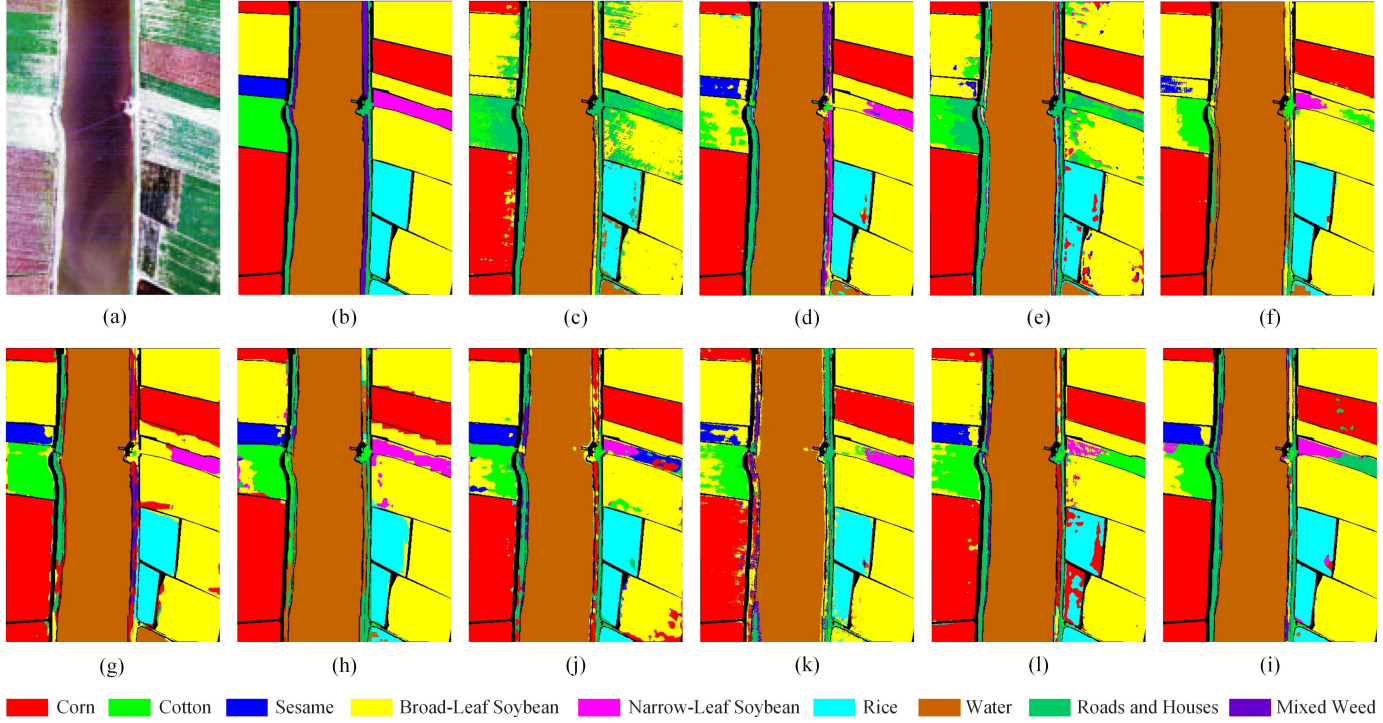 (a) (b) (c) (d) (e) (f)
(g) (h) (j) (k) (l) (i)
Corn Cotton Sesame Broad-Leaf Soybean Narrow-Leaf Soybean Rice Water Roads and Houses Mixed Weed